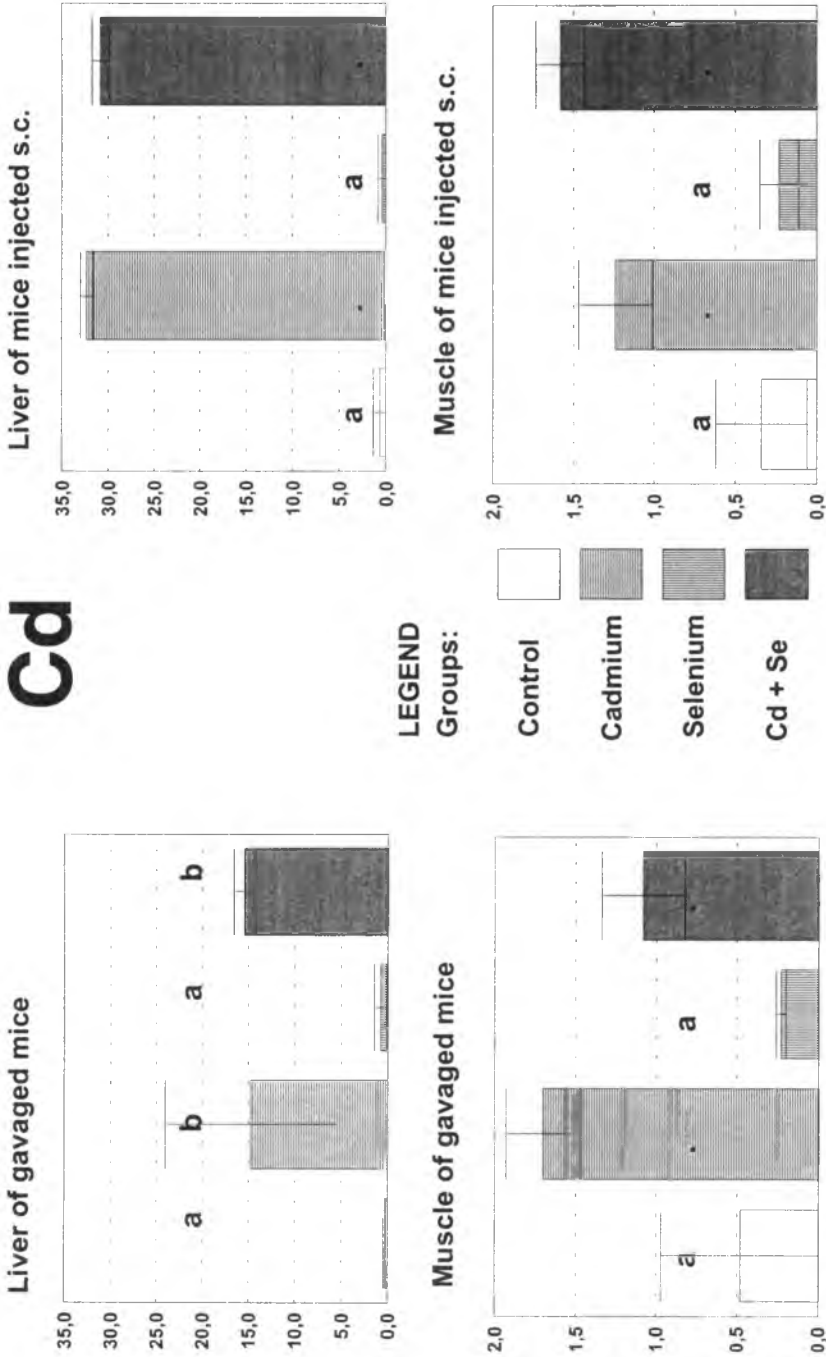 Cd
Liver of gavaged mice
35,0
30,0
25,0
20,0
15,0
10,0
5,0
0,0
a
b
a
b
Liver of mice injected s.c.
35,0
30,0
25,0
20,0
15,0
10,0
5,0
0,0
a
a
Muscle of gavaged mice
2,0
1,5
1,0
0,5
0,0
a
a
LEGEND
Groups:
Control
Cadmium
Selenium
Cd + Se
Muscle of mice injected s.c.
2,0
1,5
1,0
0,5
0,0
a
a